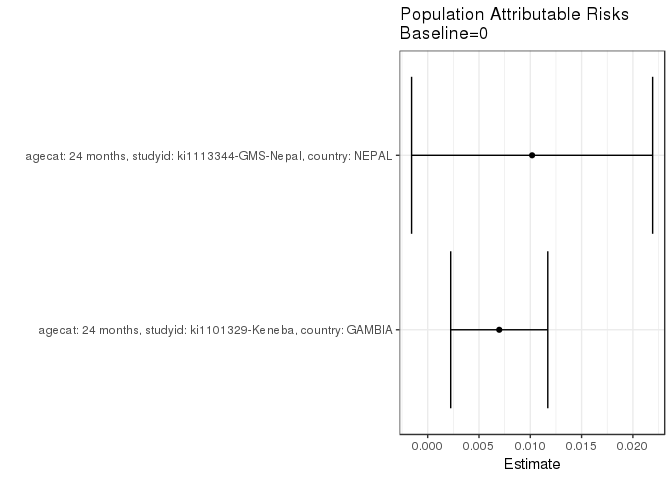 Population Attributable Risks
Baseline=0
agecat: 24 months, studyid: ki1113344-GMS-Nepal, country: NEPAL
agecat: 24 months, studyid: ki1101329-Keneba, country: GAMBIA
0.000 0.005 0.010 0.015 0.020
Estimate